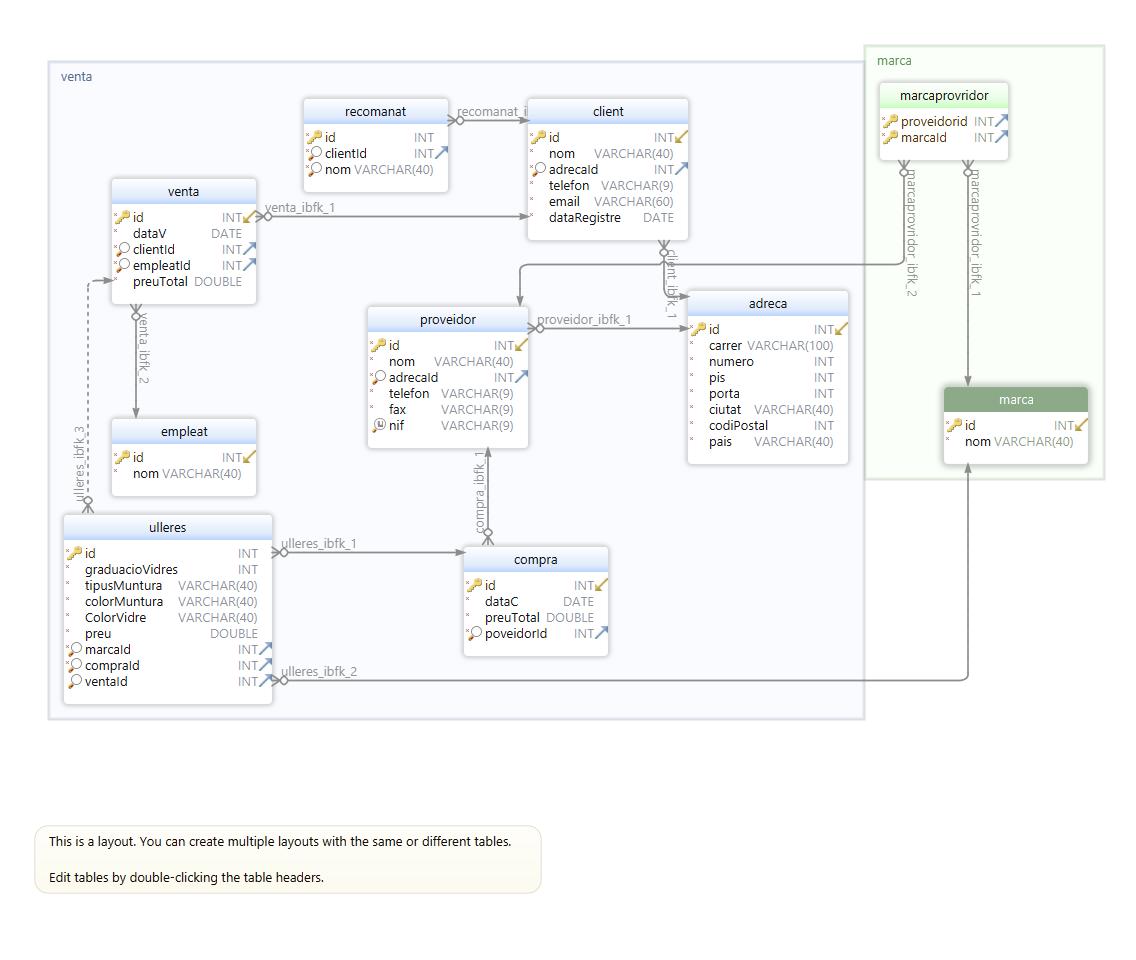 venta
marca
recomanat
id INT
clientId INT
nom VARCHAR(40)
recomanat_i
client
id INT
nom VARCHAR(40)
adrecaId INT
telefon VARCHAR(9)
email VARCHAR(60)
dataRegistre DATE
marcaprovridor
proveidorid INT
marcaId INT
venta
id INT
dataV DATE
clientId INT
empleatId INT
preuTotal DOUBLE
venta_ibfk_1
marcaprovridor_ibfk_2
marcaprovridor_ibfk_1
client_ibfk_1
venta_ibfk_2
proveidor
id INT
nom VARCHAR(40)
adrecaId INT
telefon VARCHAR(9)
fax VARCHAR(9)
nif VARCHAR(9)
proveidor_ibfk_1
adreca
id INT
carrer VARCHAR(100)
numero INT
pis INT
porta INT
ciutat VARCHAR(40)
codiPostal INT
pais VARCHAR(40)
marca
id INT
nom VARCHAR(40)
empleat
id INT
nom VARCHAR(40)
ulleres_ibfk_3
compra_ibfk_1
ulleres
id INT
graduacioVidres INT
tipusMuntura VARCHAR(40)
colorMuntura VARCHAR(40)
ColorVidre VARCHAR(40)
preu DOUBLE
marcaId INT
compraId INT
ventaId INT
ulleres_ibfk_1
compra
id INT
dataC DATE
preuTotal DOUBLE
poveidorId INT
ulleres_ibfk_2
This is a layout. You can create multiple layouts with the same or different tables.
Edit tables by double-clicking the table headers.